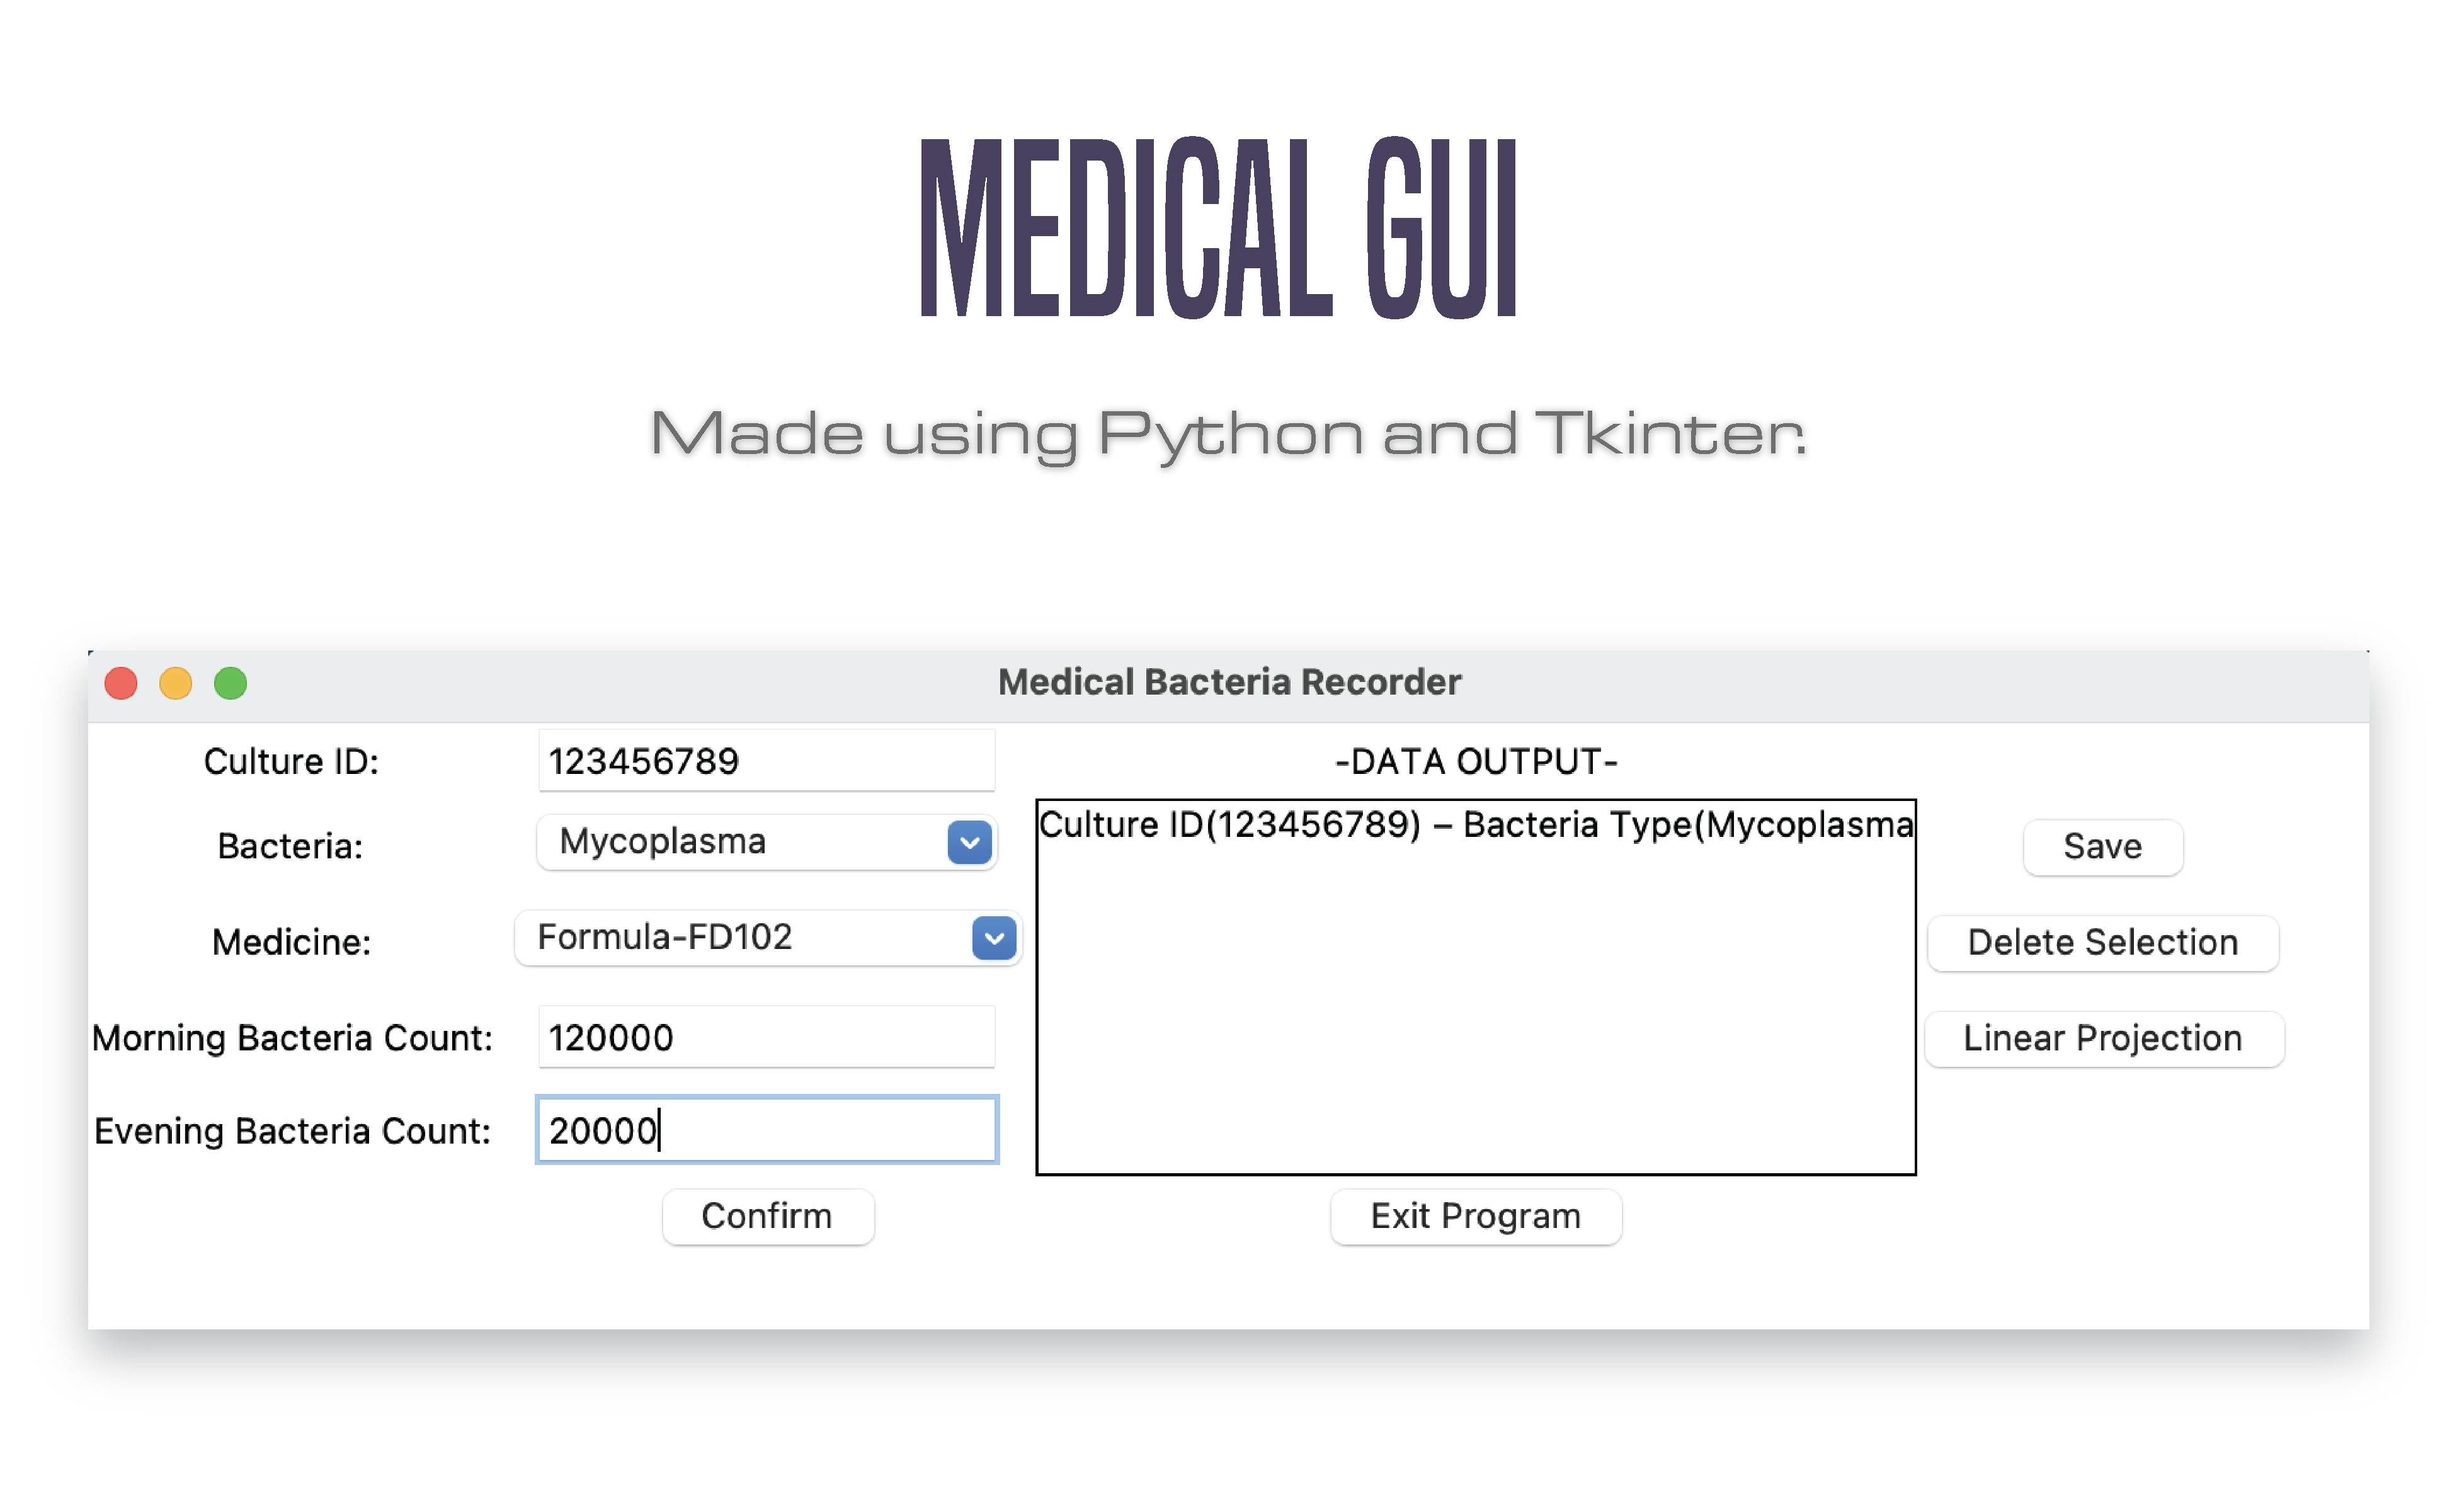 MEDICAL GUI
Made using Python and Tkinter.
Medical Bacteria Recorder
Culture ID:
123456789
Bacteria:
Mycoplasma
Medicine:
Formula-FD102
Morning Bacteria Count:
120000
Evening Bacteria Count:
20000
Confirm
-DATA OUTPUT-
Culture ID(123456789) – Bacteria Type(Mycoplasma
Exit Program
Save
Delete Selection
Linear Projection